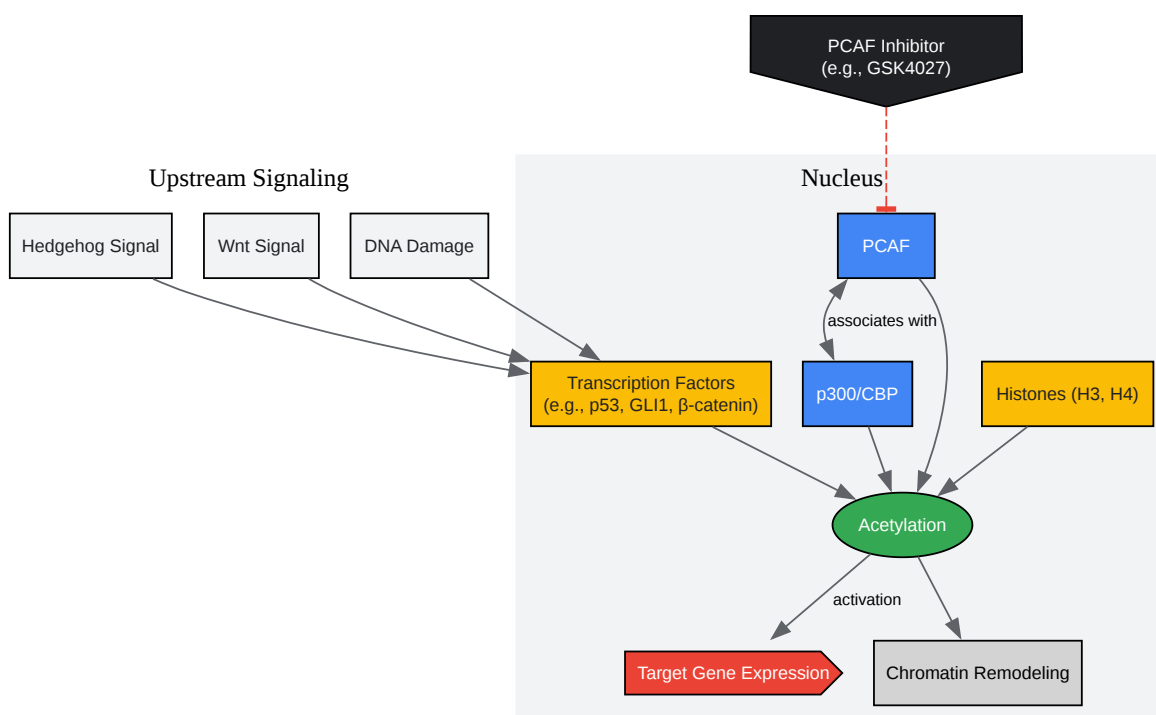 PCAF Inhibitor
(e.g., GSK4027)
Upstream Signaling
Nucleus
Hedgehog Signal
Wnt Signal
DNA Damage
PCAF
associates with
Transcription Factors
(e.g., p53, GLI1, β-catenin)
p300/CBP
Histones (H3, H4)
Acetylation
activation
Target Gene Expression
Chromatin Remodeling